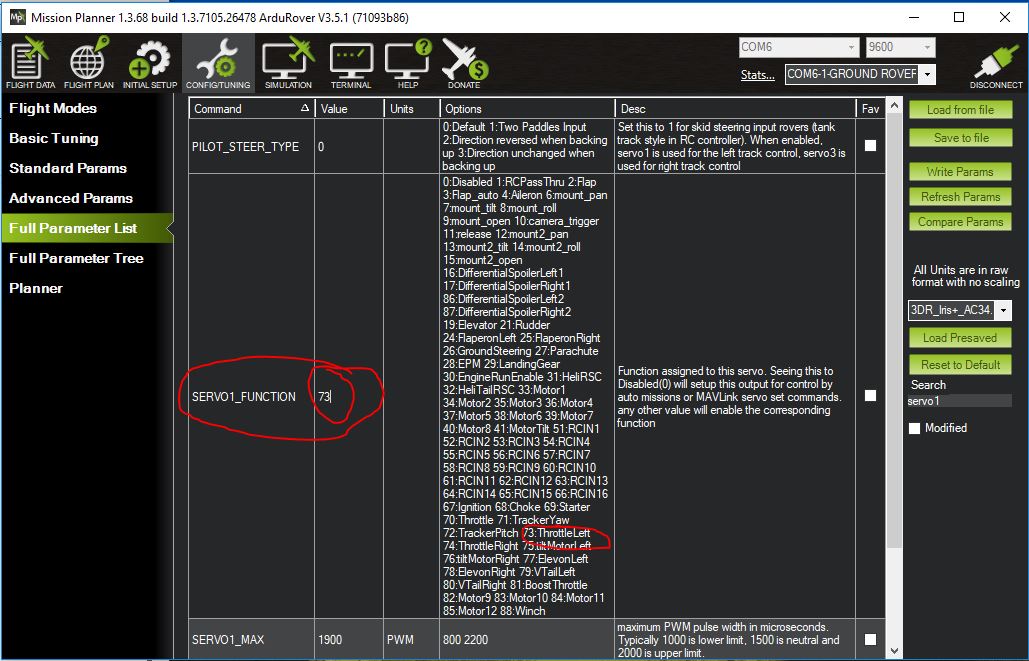 Mission Planner 1.3.68 build 1.3.7105.26478 ArduRover V3.5.1 (71093b86)
FLIGHT DATA
FLIGHT PLAN
INITIAL SETUP
CONFIG/TUNING
SIMULATION
TERMINAL
HELP
DONATE
COM6
9600
Stats...
COM6-1-GROUND ROVEF
DISCONNECT
Flight Modes
Basic Tuning
Standard Params
Advanced Params
Full Parameter List
Full Parameter Tree
Planner
Command
Value
Units
Options
Desc
Fav
PILOT_STEER_TYPE
0
0:Default 1:Two Paddles Input
2:Direction reversed when backing
up 3:Direction unchanged when
backing up
Set this to 1 for skid steering input rovers (tank
track style in RC controller). When enabled,
servo1 is used for the left track control, servo3 is
used for right track control
SERVO1_FUNCTION
73
0:Disabled 1:RCPassThru 2:Flap
3:Flap_auto 4:Aileron 6:mount_pan
7:mount_tilt 8:mount_roll
9:mount_open 10:camera_trigger
11:release 12:mount2_pan
13:mount2_tilt 14:mount2_roll
15:mount2_open
16:DifferentialSpoilerLeft1
17:DifferentialSpoilerRight1
86:DifferentialSpoilerLeft2
87:DifferentialSpoilerRight2
19:Elevator 21:Rudder
24:FlaperonLeft 25:FlaperonRight
26:GroundSteering 27:Parachute
28:EPM 29:LandingGear
30:EngineRunEnable 31:HeliRSC
32:HeliTailRSC 33:Motor1
34:Motor2 35:Motor3 36:Motor4
37:Motor5 38:Motor6 39:Motor7
40:Motor8 41:MotorTilt 51:RCIN1
52:RCIN2 53:RCIN3 54:RCIN4
55:RCIN5 56:RCIN6 57:RCIN7
58:RCIN8 59:RCIN9 60:RCIN10
61:RCIN11 62:RCIN12 63:RCIN13
64:RCIN14 65:RCIN15 66:RCIN16
67:Ignition 68:Choke 69:Starter
70:Throttle 71:TrackerYaw
72:TrackerPitch 73:ThrottleLeft
74:ThrottleRight 75:tiltMotorLeft
76:tiltMotorRight 77:ElevonLeft
78:ElevonRight 79:VTailLeft
80:VTailRight 81:BoostThrottle
82:Motor9 83:Motor10 84:Motor11
85:Motor12 88:Winch
Function assigned to this servo. Seeing this to
Disabled(0) will setup this output for control by
auto missions or MAVLink servo set commands.
any other value will enable the corresponding
function
SERVO1_MAX
1900
PWM
800 2200
maximum PWM pulse width in microseconds.
Typically 1000 is lower limit, 1500 is neutral and
2000 is upper limit.
Load from file
Save to file
Write Params
Refresh Params
Compare Params
All Units are in raw
format with no scaling
3DR_Iris+_AC34.
Load Presaved
Reset to Default
Search
servo1
Modified